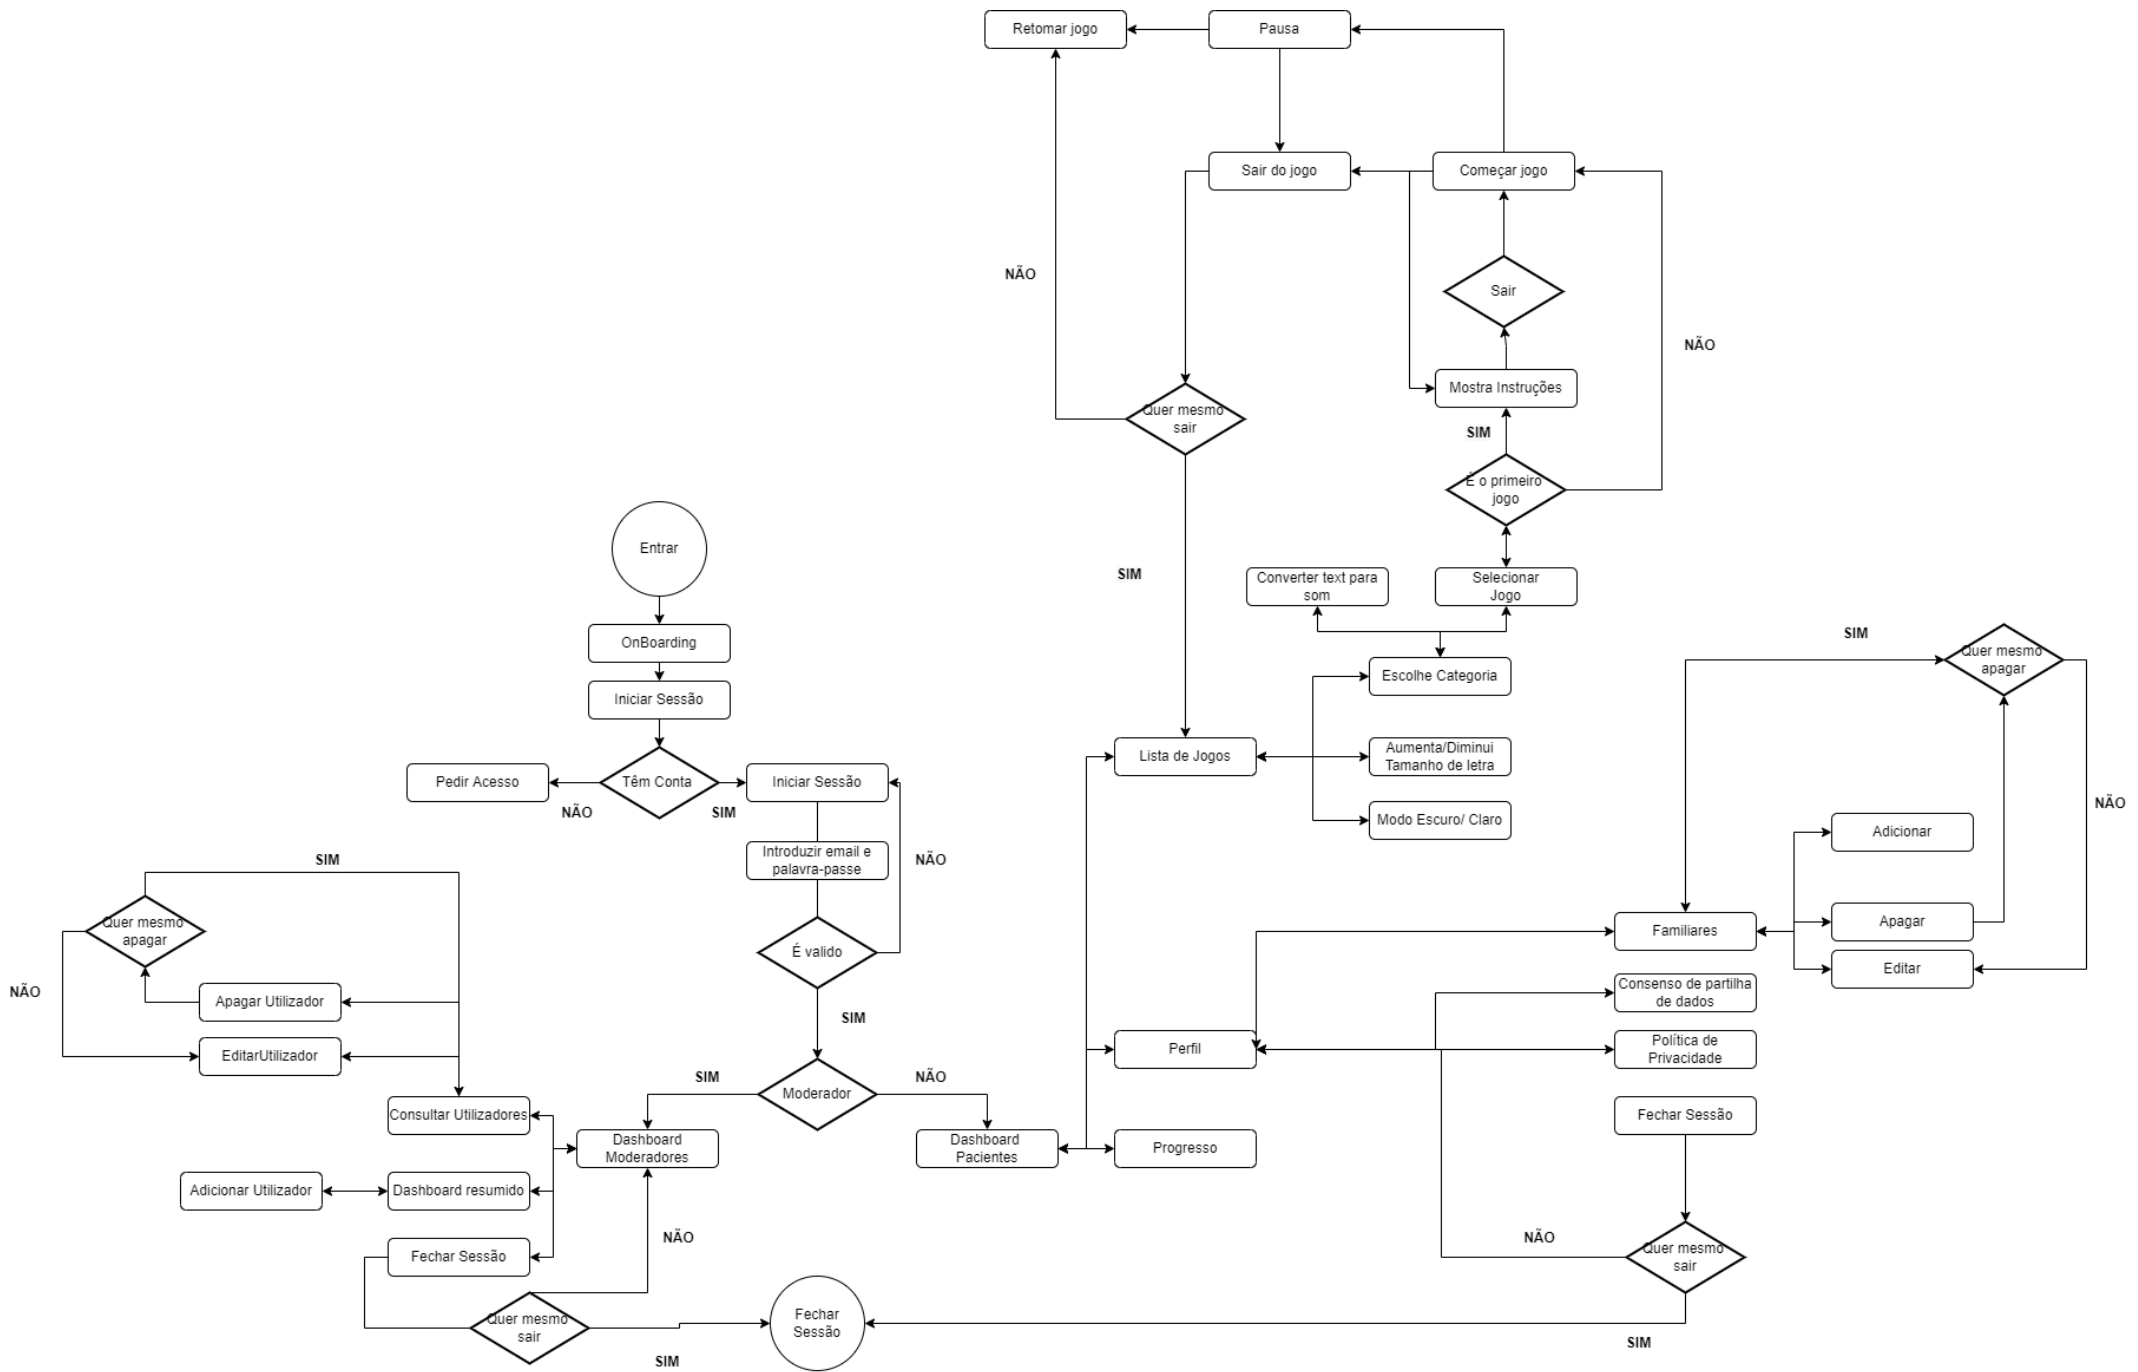 Retomar jogo
Pausa
Sair do jogo
Começar jogo
NÃO
Sair
NÃO
Mostra Instruções
Quer mesmo
sair
SIM
É o primeiro
jogo
Entrar
SIM
Converter text para
som
Selecionar
Jogo
OnBoarding
SIM
Quer mesmo
apagar
Iniciar Sessão
Escolhe Categoria
Lista de Jogos
Aumenta/Diminui
Tamanho de letra
Pedir Acesso
Têm Conta
Iniciar Sessão
NÃO
SIM
NÃO
Modo Escuro/ Claro
Adicionar
SIM
Introduzir email e
palavra-passe
NÃO
Quer mesmo
apagar
Familiares
Apagar
É valido
Editar
NÃO
Apagar Utilizador
Consenso de partilha
de dados
SIM
EditarUtilizador
Perfil
Política de
Privacidade
SIM
NÃO
Moderador
Consultar Utilizadores
Fechar Sessão
Dashboard
Moderadores
Dashboard
Pacientes
Progresso
Adicionar Utilizador
Dashboard resumido
NÃO
NÃO
Fechar Sessão
Quer mesmo
sair
Quer mesmo
sair
Fechar
Sessão
SIM
SIM